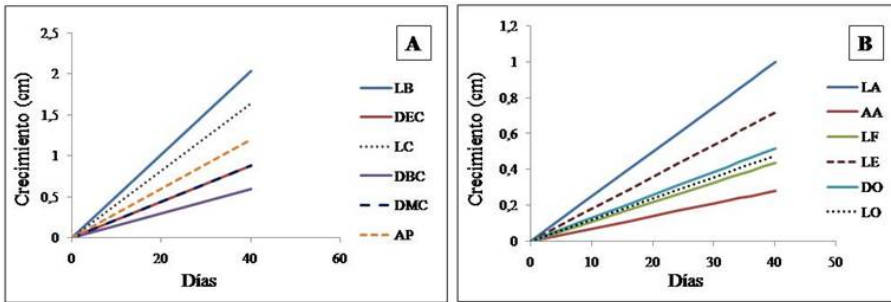 A
Crecimiento (cm)
2,5
2
1,5
1
0,5
0
0 20 40 60
Días
LB
DEC
LC
DBC
DMC
AP
B
Crecimiento (cm)
1,2
1
0,8
0,6
0,4
0,2
0
0 10 20 30 40 50
Días
LA
AA
LF
LE
DO
LO